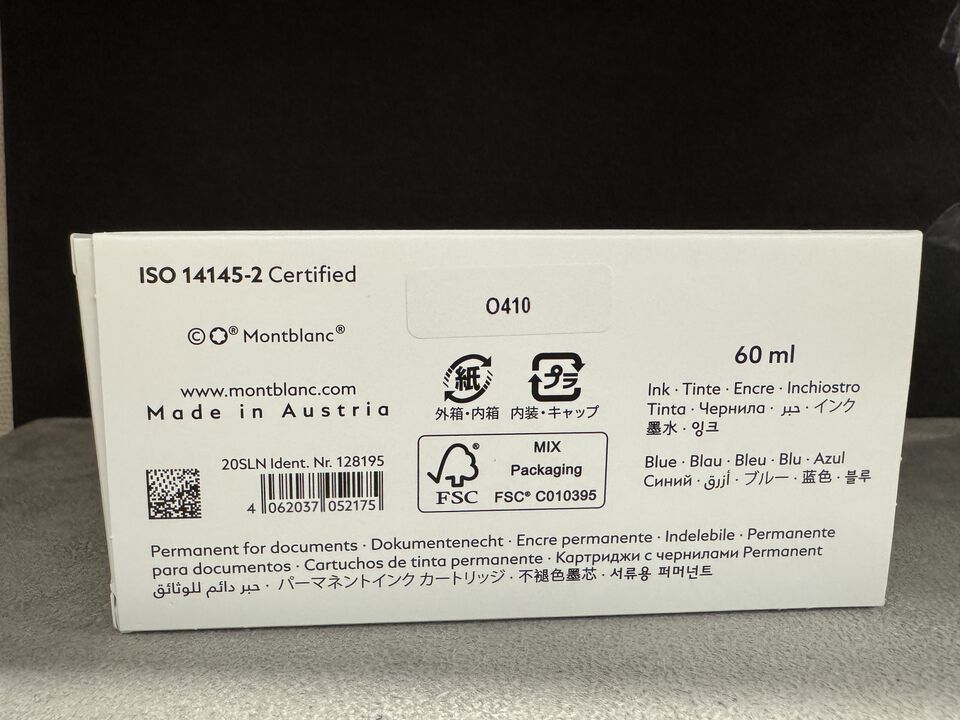 ISO 14145-2 Certified
O410
© ® Montblanc®
www.montblanc.com
Made in Austria
紙
プラ
外箱・内箱 内装・キャップ
60 ml
Ink · Tinte · Encre · Inchiostro
Tinta · Чернила · حبر · インク
墨水 · 잉크
MIX
Packaging
FSC® C010395
FSC
®
Blue · Blau · Bleu · Blu · Azul
Синий · أزرق · ブルー · 蓝色 · 블루
20SLN Ident. Nr. 128195
4 062037 052175
Permanent for documents · Dokumentenecht · Encre permanente · Indelebile · Permanente
para documentos · Cartuchos de tinta permanente · Картриджи с чернилами Permanent
حبر دائم للوثائق · パーマネントインク カートリッジ · 不褪色墨芯 · 서류용 퍼머넌트